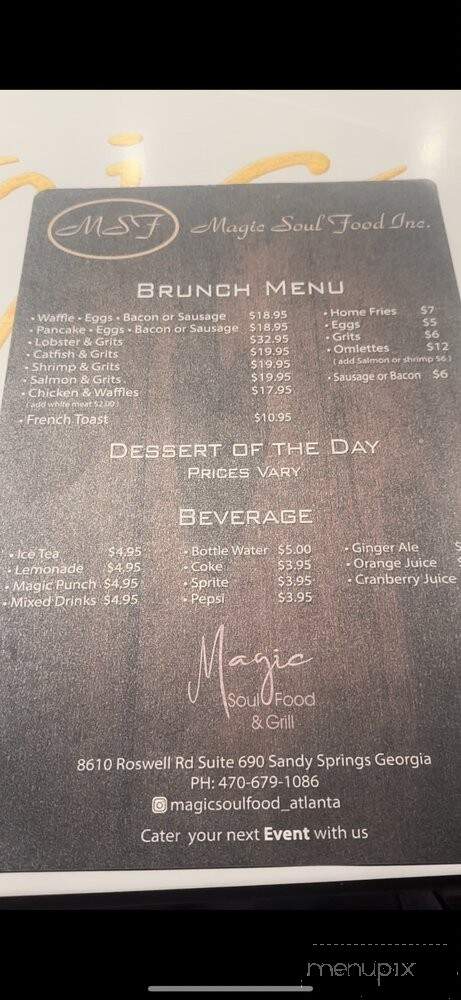 MSF Magic Soul Food Inc.
BRUNCH MENU
• Waffle • Eggs • Bacon or Sausage $18.95
• Pancake • Eggs • Bacon or Sausage $18.95
• Lobster & Grits $32.95
• Catfish & Grits $19.95
• Shrimp & Grits $19.95
• Salmon & Grits $19.95
• Chicken & Waffles $17.95
( add white meat $2.00 )
• French Toast $10.95
• Home Fries $7
• Eggs $5
• Grits $6
• Omlettes $12
( add Salmon or shrimp $6 )
• Sausage or Bacon $6
DESSERT OF THE DAY
PRICES VARY
BEVERAGE
• Ice Tea $4.95
• Lemonade $4.95
• Magic Punch $4.95
• Mixed Drinks $4.95
• Bottle Water $5.00
• Coke $3.95
• Sprite $3.95
• Pepsi $3.95
• Ginger Ale
• Orange Juice
• Cranberry Juice
Magic
Soul Food
& Grill
8610 Roswell Rd Suite 690 Sandy Springs Georgia
PH: 470-679-1086
magicsoulfood_atlanta
Cater your next Event with us
menupix